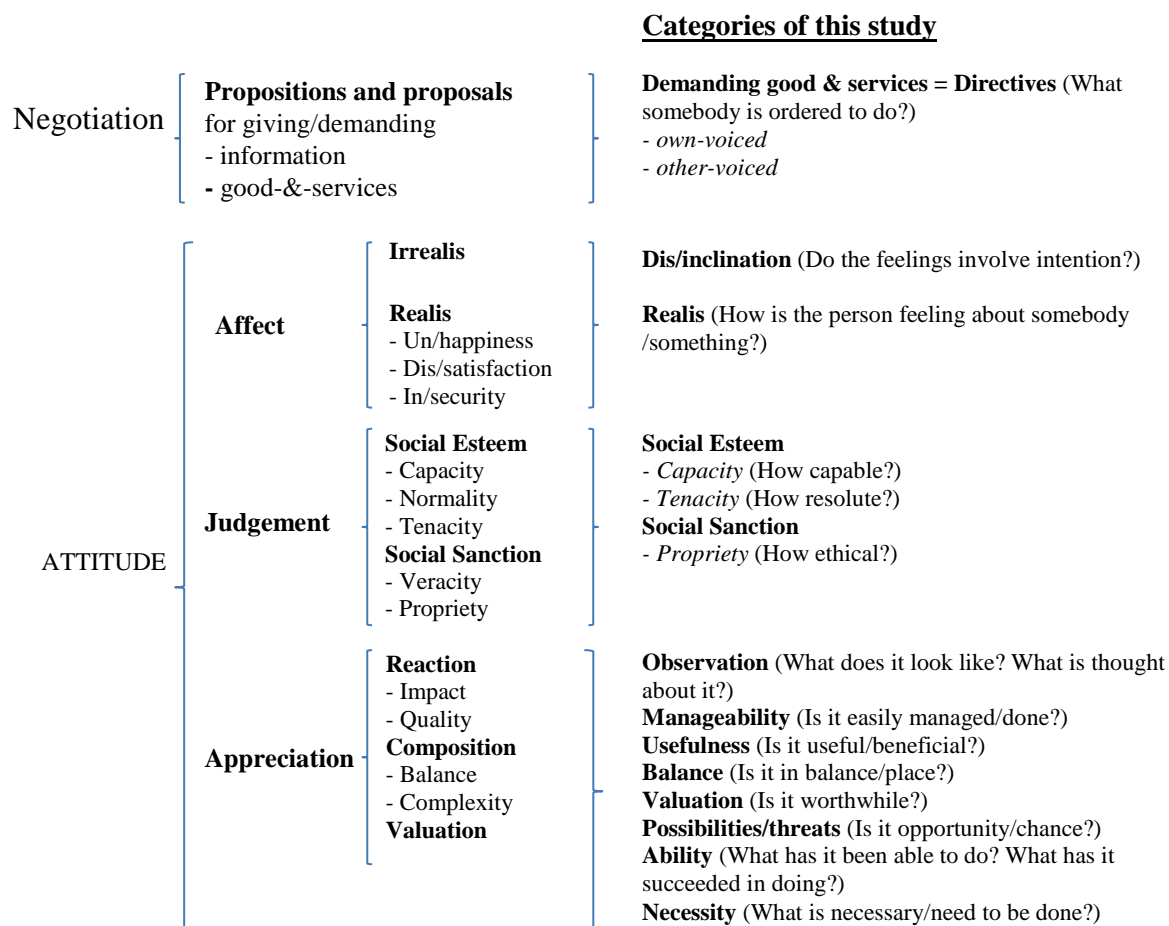 Categories of this study
Negotiation
Propositions and proposals
for giving/demanding
- information
- good-&-services
Demanding good & services = Directives (What
somebody is ordered to do?)
- own-voiced
- other-voiced
ATTITUDE
Affect
Irrealis
Realis
- Un/happiness
- Dis/satisfaction
- In/security
Dis/inclination (Do the feelings involve intention?)
Realis (How is the person feeling about somebody
/something?)
Judgement
Social Esteem
- Capacity
- Normality
- Tenacity
Social Sanction
- Veracity
- Propriety
Social Esteem
- Capacity (How capable?)
- Tenacity (How resolute?)
Social Sanction
- Propriety (How ethical?)
Appreciation
Reaction
- Impact
- Quality
Composition
- Balance
- Complexity
Valuation
Observation (What does it look like? What is thought
about it?)
Manageability (Is it easily managed/done?)
Usefulness (Is it useful/beneficial?)
Balance (Is it in balance/place?)
Valuation (Is it worthwhile?)
Possibilities/threats (Is it opportunity/chance?)
Ability (What has it been able to do? What has it
succeeded in doing?)
Necessity (What is necessary/need to be done?)